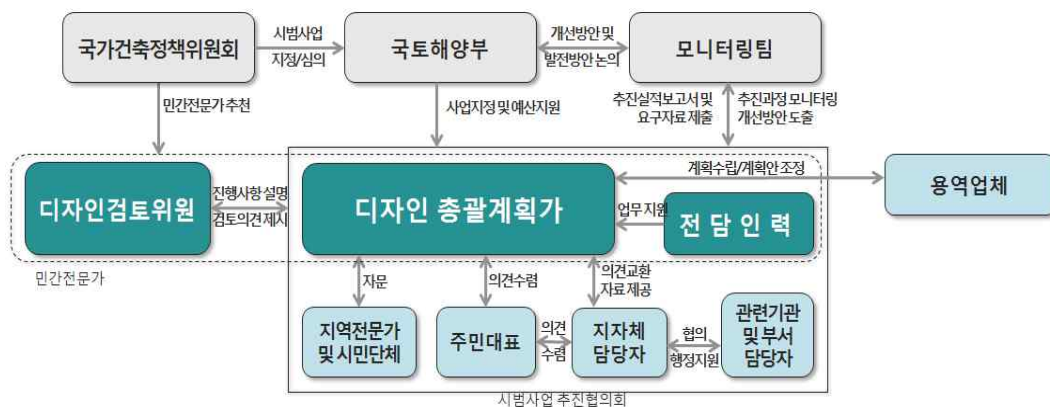 국가건축정책위원회
시범사업
지정/심의
국토해양부
개선방안 및
발전방안 논의
모니터링팀
민간전문가 추천
사업지정 및 예산지원
추진실적보고서 및
요구자료 제출
추진과정 모니터링
개선방안 도출
디자인검토위원
진행사항 설명
검토의견 제시
디자인 총괄계획가
계획수립/계획안 조정
업무 지원
전 담 인 력
용역업체
민간전문가
자문
의견수렴
의견교환
자료 제공
지역전문가
및 시민단체
주민대표
의견
수렴
지자체
담당자
협의
행정지원
관련기관
및 부서
담당자
시범사업 추진협의회